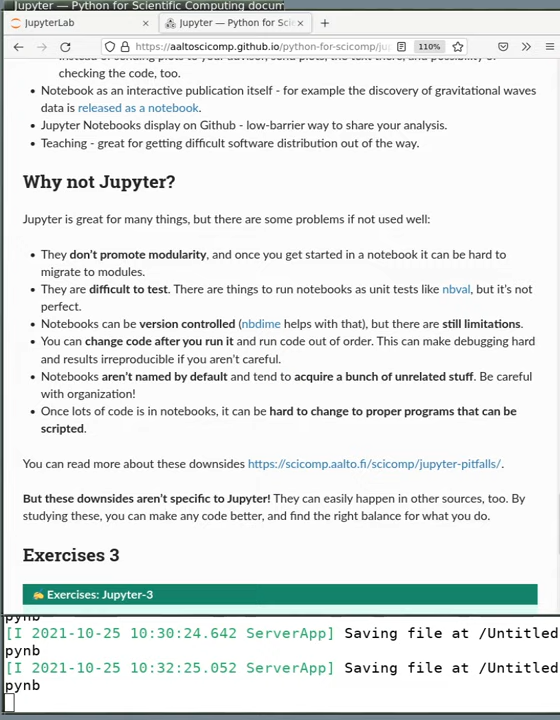 Jupyter — Python for Scientific Computing docum
JupyterLab
Jupyter — Python for Scien
https://aaltoscicomp.github.io/python-for-scicomp/ju
110%
checking the code, too.
Notebook as an interactive publication itself - for example the discovery of gravitational waves
data is released as a notebook.
Jupyter Notebooks display on Github - low-barrier way to share your analysis.
Teaching - great for getting difficult software distribution out of the way.
Why not Jupyter?
Jupyter is great for many things, but there are some problems if not used well:
They don't promote modularity, and once you get started in a notebook it can be hard to
migrate to modules.
They are difficult to test. There are things to run notebooks as unit tests like nbval, but it's not
perfect.
Notebooks can be version controlled (nbdime helps with that), but there are still limitations.
You can change code after you run it and run code out of order. This can make debugging hard
and results irreproducible if you aren't careful.
Notebooks aren't named by default and tend to acquire a bunch of unrelated stuff. Be careful
with organization!
Once lots of code is in notebooks, it can be hard to change to proper programs that can be
scripted.
You can read more about these downsides https://scicomp.aalto.fi/scicomp/jupyter-pitfalls/.
But these downsides aren't specific to Jupyter! They can easily happen in other sources, too. By
studying these, you can make any code better, and find the right balance for what you do.
Exercises 3
Exercises: Jupyter-3
pynb
[I 2021-10-25 10:30:24.642 ServerApp] Saving file at /Untitled
pynb
[I 2021-10-25 10:32:25.052 ServerApp] Saving file at /Untitled
pynb